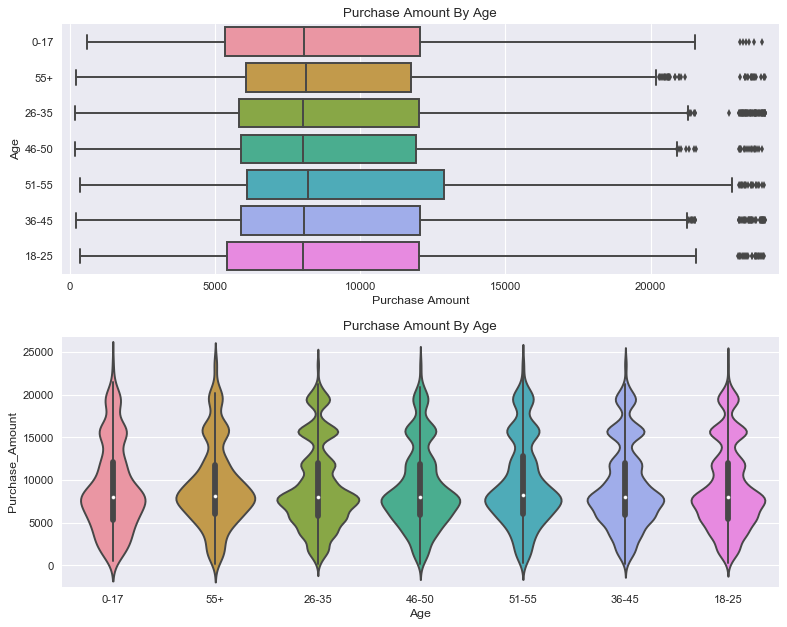 Purchase Amount By Age
0-17
55+
26-35
46-50
51-55
36-45
18-25
Age
0 5000 10000 15000 20000
Purchase Amount
Purchase Amount By Age
25000
20000
15000
10000
5000
0
Purchase_Amount
0-17 55+ 26-35 46-50 51-55 36-45 18-25
Age